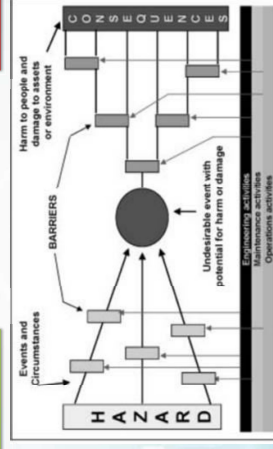 Events and
Circumstances
BARRIERS
Harm to people and
damage to assets
or environment
HAZARD
CONSEQUENCES
Undesirable event with
potential for harm or damage
Engineering activities
Maintenance activities
Operations activities